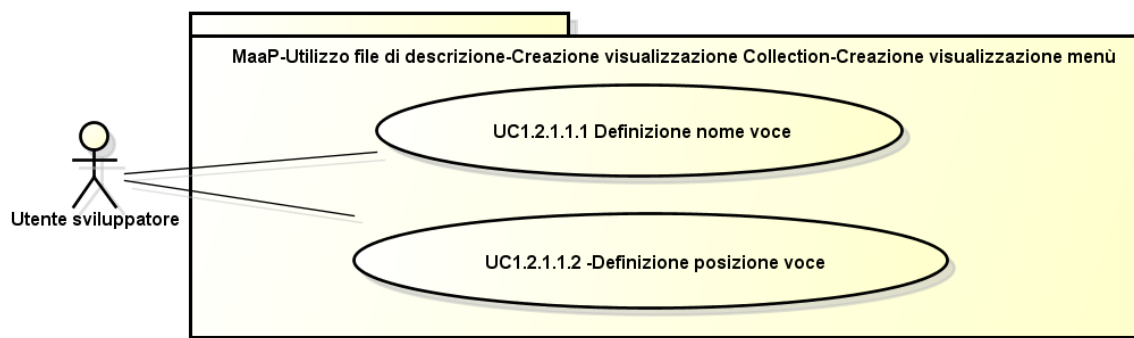 MaaP-Utilizzo file di descrizione-Creazione visualizzazione Collection-Creazione visualizzazione menù
UC1.2.1.1.1 Definizione nome voce
Utente sviluppatore
UC1.2.1.1.2 -Definizione posizione voce